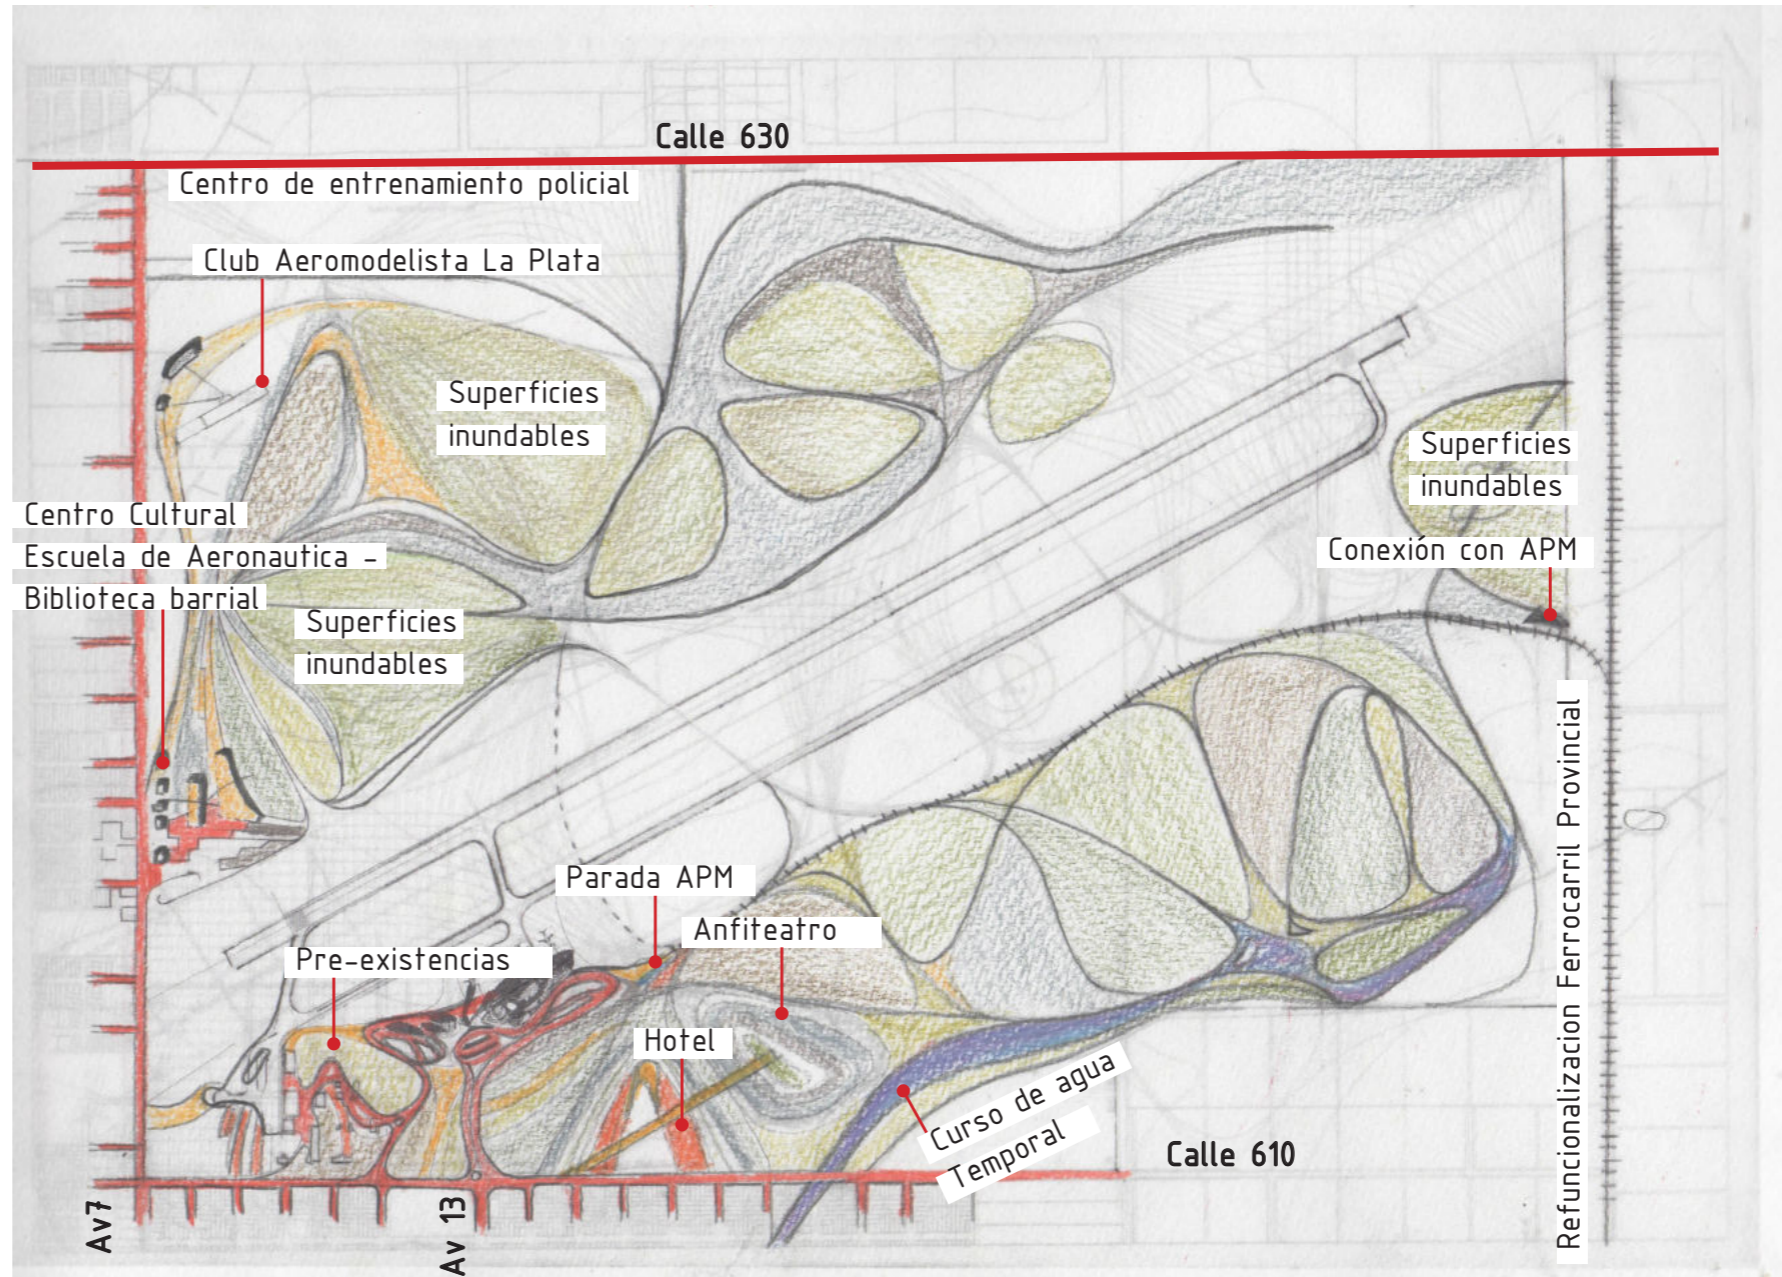 Calle 630
Centro de entrenamiento policial
Club Aeromodelista La Plata
Superficies
inundables
Superficies
inundables
Centro Cultural
Escuela de Aeronautica -
Biblioteca barrial
Conexión con APM
Superficies
inundables
Parada APM
Anfiteatro
Pre-existencias
Hotel
Curso de agua
Temporal
Calle 610
Refuncionalizacion Ferrocarril Provincial
Av7
Av 13